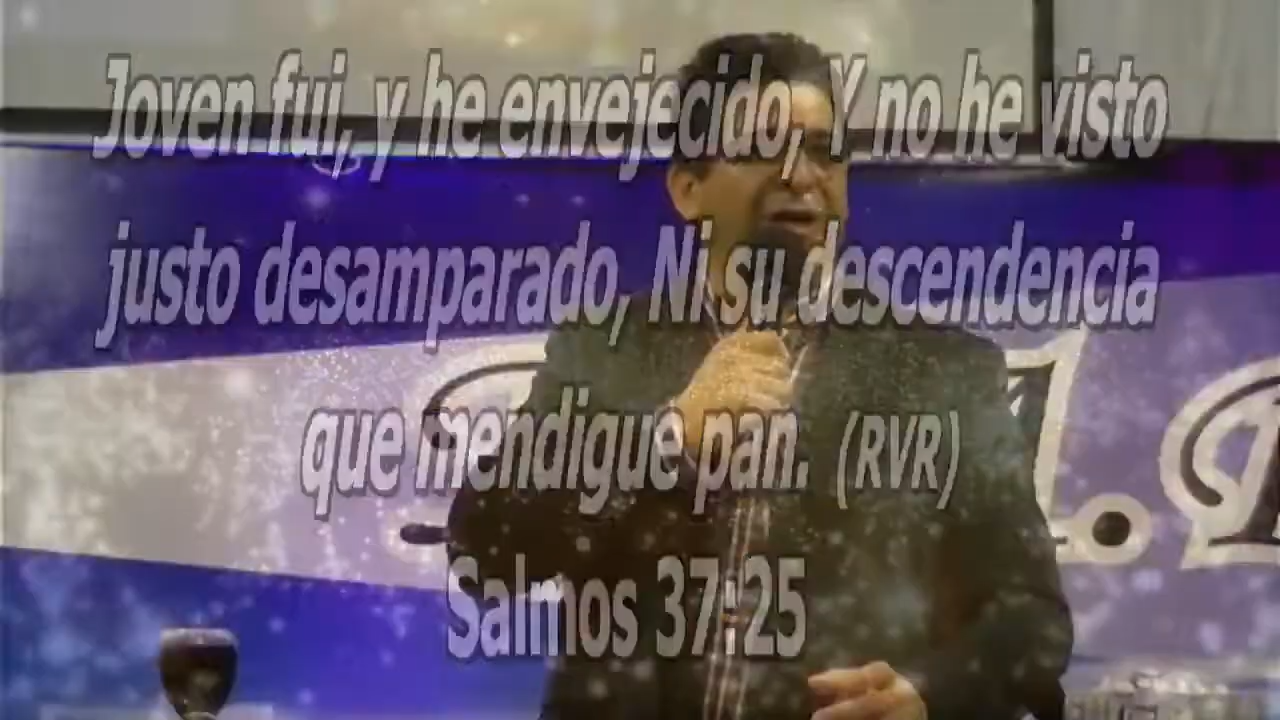 Joven fui, y he envejecido, Y no he visto
justo desamparado, Ni su descendencia
que mendigue pan. (RVR)
Salmos 37:25